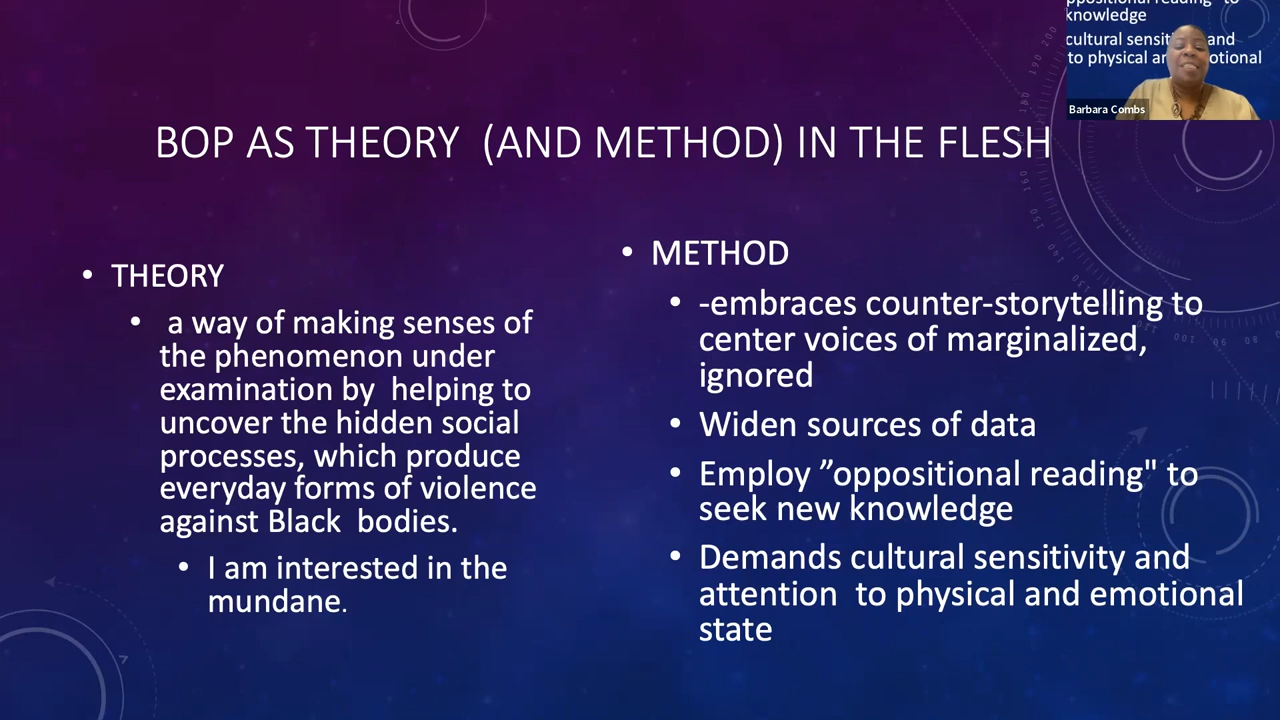 ppositional reading" to
knowledge
cultural sensit and
to physical an otional
Barbara Combs
BOP AS THEORY (AND METHOD) IN THE FLESH
• THEORY
• a way of making senses of
the phenomenon under
examination by helping to
uncover the hidden social
processes, which produce
everyday forms of violence
against Black bodies.
• I am interested in the
mundane.
• METHOD
• -embraces counter-storytelling to
center voices of marginalized,
ignored
• Widen sources of data
• Employ ”oppositional reading" to
seek new knowledge
• Demands cultural sensitivity and
attention to physical and emotional
state